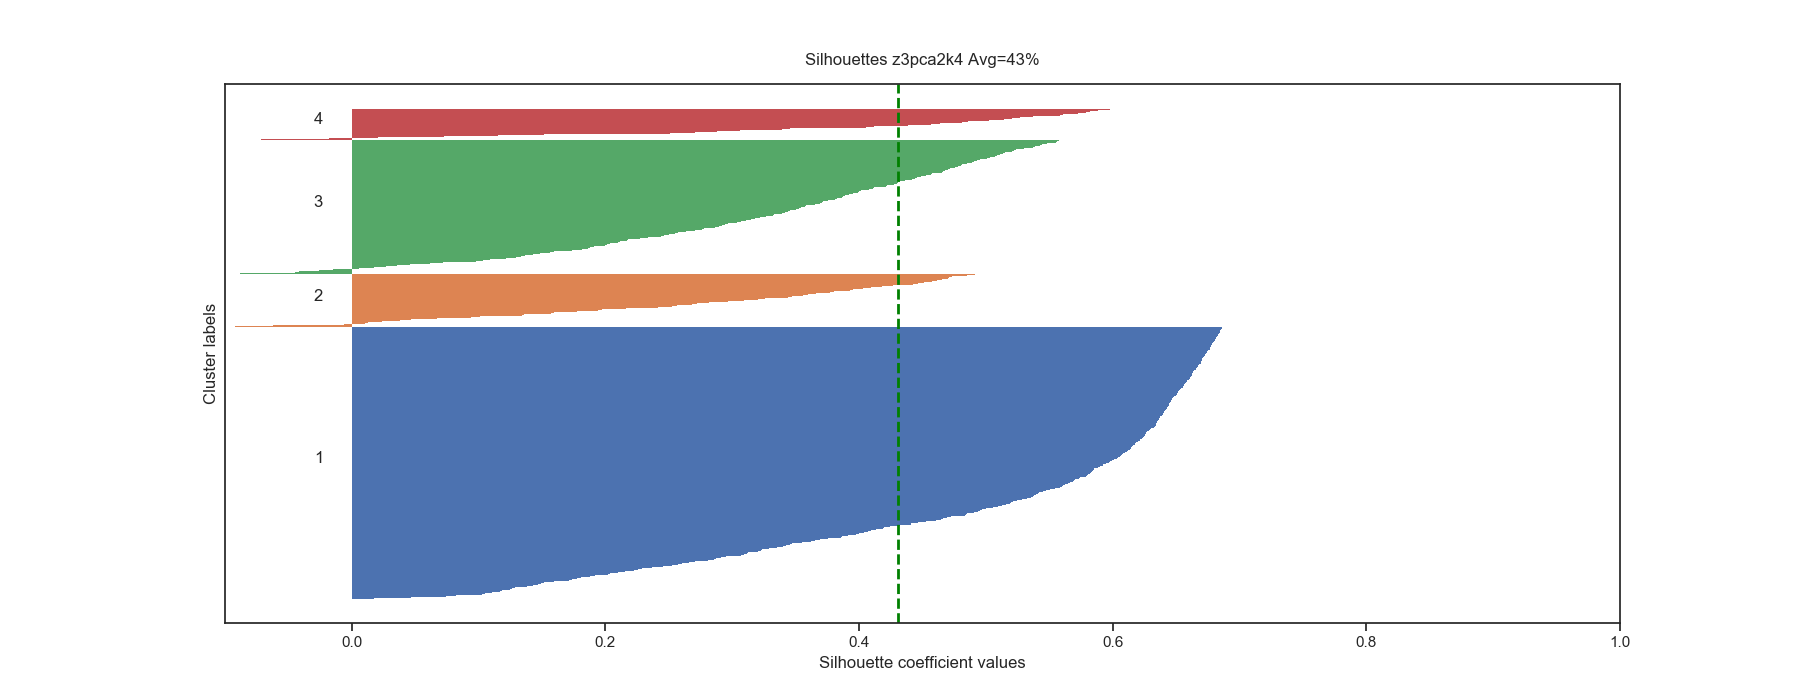 Silhouettes z3pca2k4 Avg=43%
4
3
2
1
Cluster labels
0.0 0.2 0.4 0.6 0.8 1.0
Silhouette coefficient values